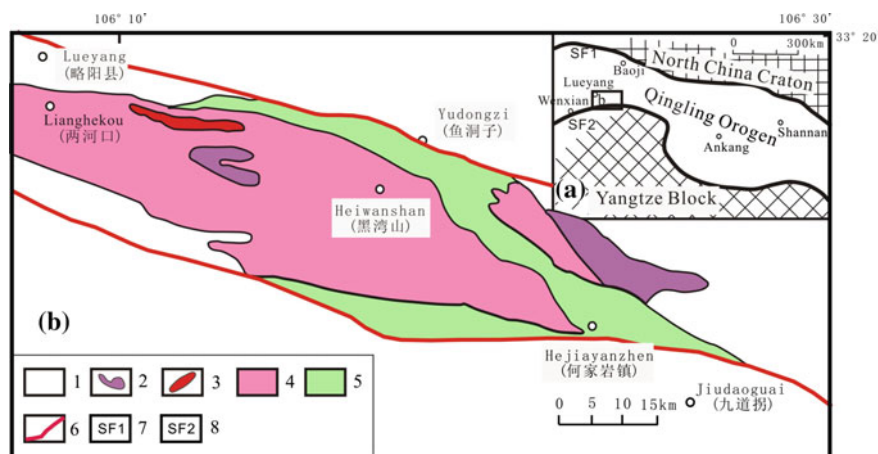 106° 10'
106° 30'
33° 20
Lueyang
(略阳县)
Lianghekou
(两河口)
Yudongzi
(鱼洞子)
Heiwanshan
(黑湾山)
Hejiayanzhen
(何家岩镇)
Jiudaoguai
(九道拐)
0 5 10 15km
(b)
1
2
3
4
5
6
SF1 7
SF2 8
0 300km
SF1
Baoji
North China Craton
Lueyang
b
Wenxian
Qingling Orogen
SF2
Shannan
Ankang
(a)
Yangtze Block